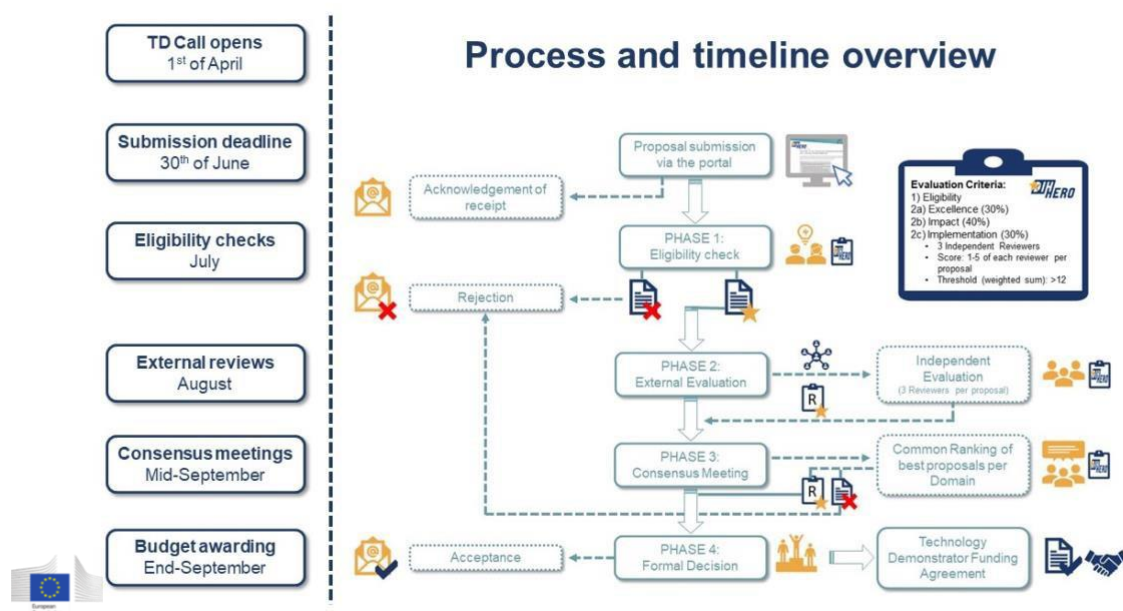 TD Call opens
1st of April
Process and timeline overview
Submission deadline
30th of June
Proposal submission
via the portal
Acknowledgement of
receipt
Evaluation Criteria:
1) Eligibility
2a) Excellence (30%)
2b) Impact (40%)
2c) Implementation (30%)
• 3 Independent Reviewers
• Score: 1-5 of each reviewer per
proposal
• Threshold (weighted sum): >12
DIH
HERO
Eligibility checks
July
PHASE 1:
Eligibility check
Rejection
External reviews
August
PHASE 2:
External Evaluation
R
Independent
Evaluation
(3 Reviewers per proposal)
Consensus meetings
Mid-September
PHASE 3:
Consensus Meeting
R
Common Ranking of
best proposals per
Domain
Budget awarding
End-September
Acceptance
PHASE 4:
Formal Decision
Technology
Demonstrator Funding
Agreement
European